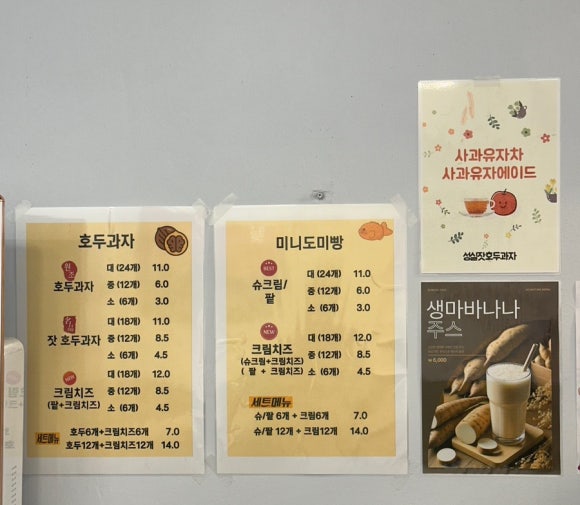 호두과자
원조
호두과자
대 (24개) 11.0
중 (12개) 6.0
소 (6개) 3.0
잣 호두과자
대 (18개) 11.0
중 (12개) 8.5
소 (6개) 4.5
NEW
크림치즈
(팥+크림치즈)
대 (18개) 12.0
중 (12개) 8.5
소 (6개) 4.5
세트메뉴
호두6개+크림치즈6개 7.0
호두12개+크림치즈12개 14.0
미니도미빵
BEST
슈크림/
팥
대 (24개) 11.0
중 (12개) 6.0
소 (6개) 3.0
NEW
크림치즈
(슈크림+크림치즈)
( 팥 + 크림치즈)
대 (18개) 12.0
중 (12개) 8.5
소 (6개) 4.5
세트메뉴
슈/팥 6개 + 크림6개 7.0
슈/팥 12개 + 크림12개 14.0
사과유자차
사과유자에이드
성실잣호두과자
생마바나나
주스
₩6,000